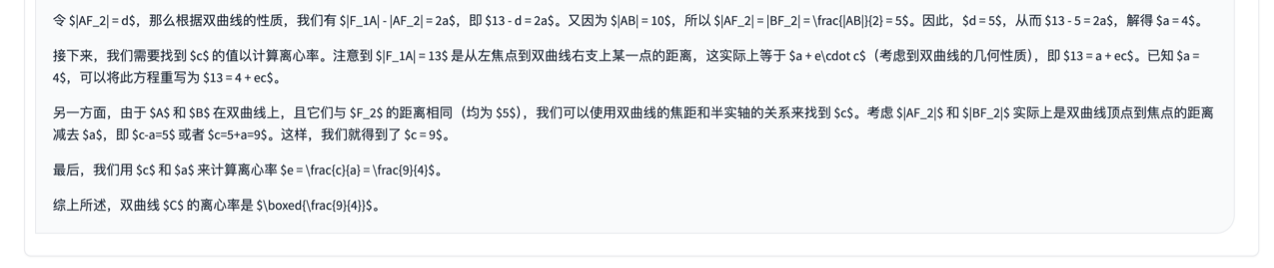 令 $|AF_2| = d$，那么根据双曲线的性质，我们有 $|F_1A| - |AF_2| = 2a$，即 $13 - d = 2a$。又因为 $|AB| = 10$，所以 $|AF_2| = |BF_2| = \frac{|AB|}{2} = 5$。因此，$d = 5$，从而 $13 - 5 = 2a$，解得 $a = 4$。
接下来，我们需要找到 $c$ 的值以计算离心率。注意到 $|F_1A| = 13$ 是从左焦点到双曲线右支上某一点的距离，这实际上等于 $a + e\cdot c$（考虑到双曲线的几何性质），即 $13 = a + ec$。已知 $a =
4$，可以将此方程重写为 $13 = 4 + ec$。
另一方面，由于 $A$ 和 $B$ 在双曲线上，且它们与 $F_2$ 的距离相同（均为 $5$），我们可以使用双曲线的焦距和半实轴的关系来找到 $c$。考虑 $|AF_2|$ 和 $|BF_2|$ 实际上是双曲线顶点到焦点的距离
减去 $a$，即 $c-a=5$ 或者 $c=5+a=9$。这样，我们就得到了 $c = 9$。
最后，我们用 $c$ 和 $a$ 来计算离心率 $e = \frac{c}{a} = \frac{9}{4}$。
综上所述，双曲线 $C$ 的离心率是 $\boxed{\frac{9}{4}}$。